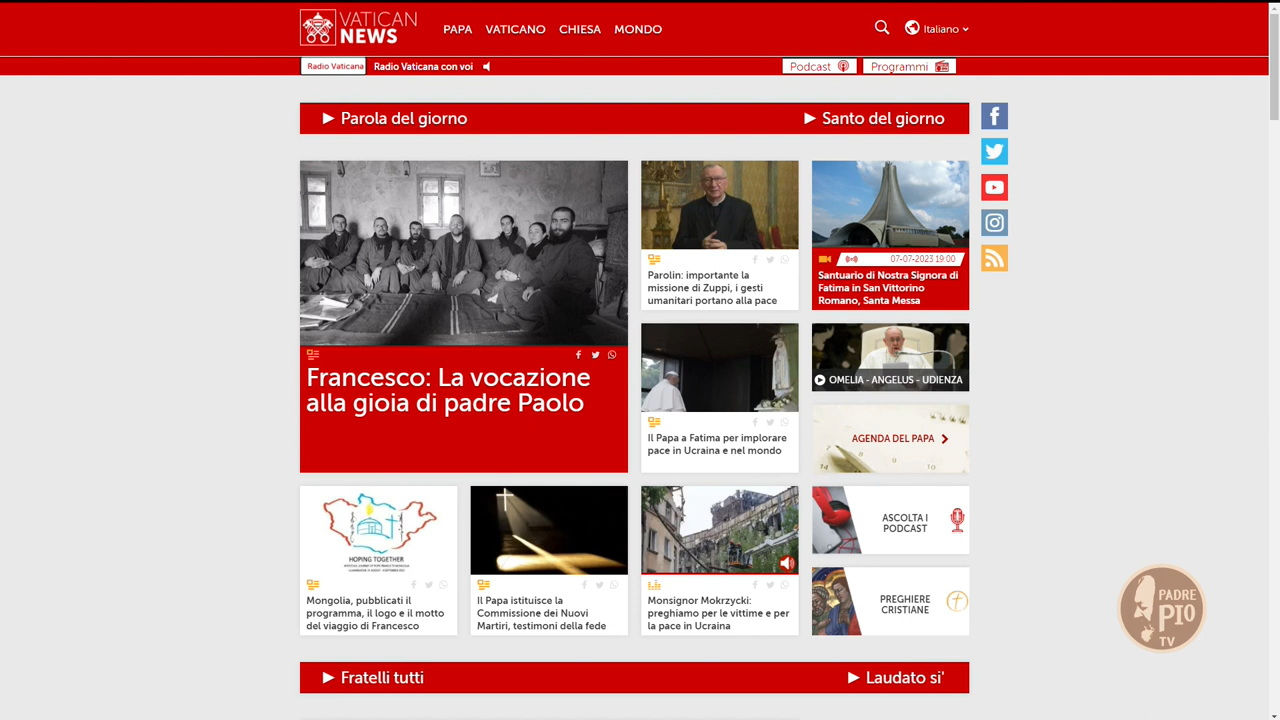 VATICAN
NEWS
PAPA VATICANO CHIESA MONDO
Italiano
Radio Vaticana
Radio Vaticana con voi
Podcast
Programmi
Parola del giorno
Santo del giorno
Francesco: La vocazione
alla gioia di padre Paolo
Parolin: importante la
missione di Zuppi, i gesti
umanitari portano alla pace
07-07-2023 19:00
Santuario di Nostra Signora di
Fatima in San Vittorino
Romano, Santa Messa
Il Papa a Fatima per implorare
pace in Ucraina e nel mondo
OMELIA - ANGELUS - UDIENZA
AGENDA DEL PAPA
HOPING TOGETHER
Mongolia, pubblicati il
programma, il logo e il motto
del viaggio di Francesco
Il Papa istituisce la
Commissione dei Nuovi
Martiri, testimoni della fede
Monsignor Mokrzycki:
preghiamo per le vittime e per
la pace in Ucraina
ASCOLTA I
PODCAST
PREGHIERE
CRISTIANE
PADRE
PIO
TV
Fratelli tutti
Laudato si'